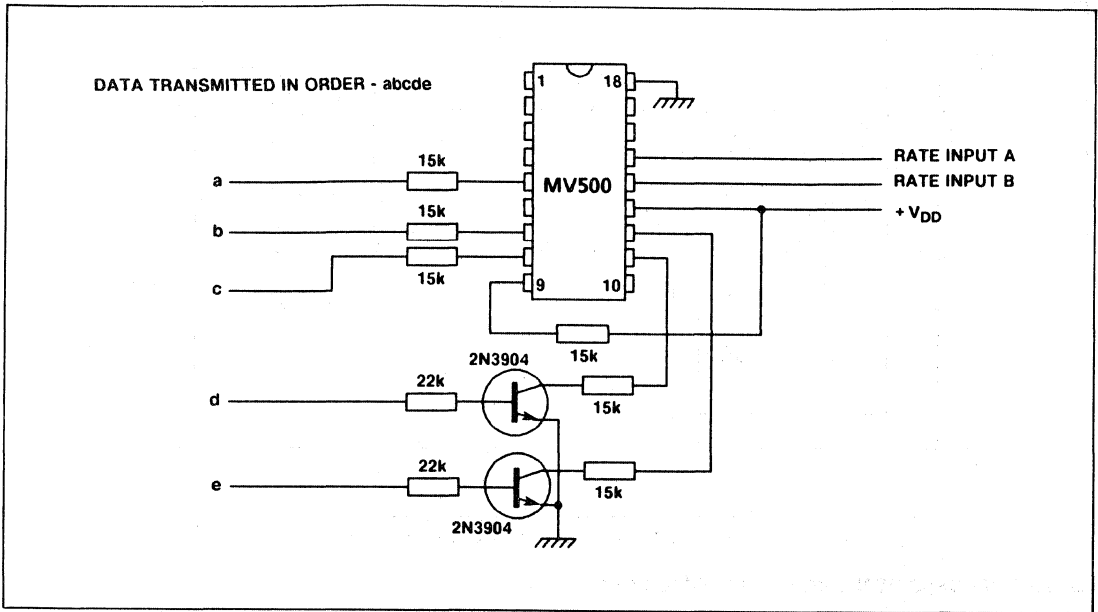 DATA TRANSMITTED IN ORDER - abcde
1 18
15k
a
MV500
RATE INPUT A
RATE INPUT B
+ VDD
15k
b
15k
c
9 10
15k
2N3904
22k
d
15k
22k
e
15k
2N3904